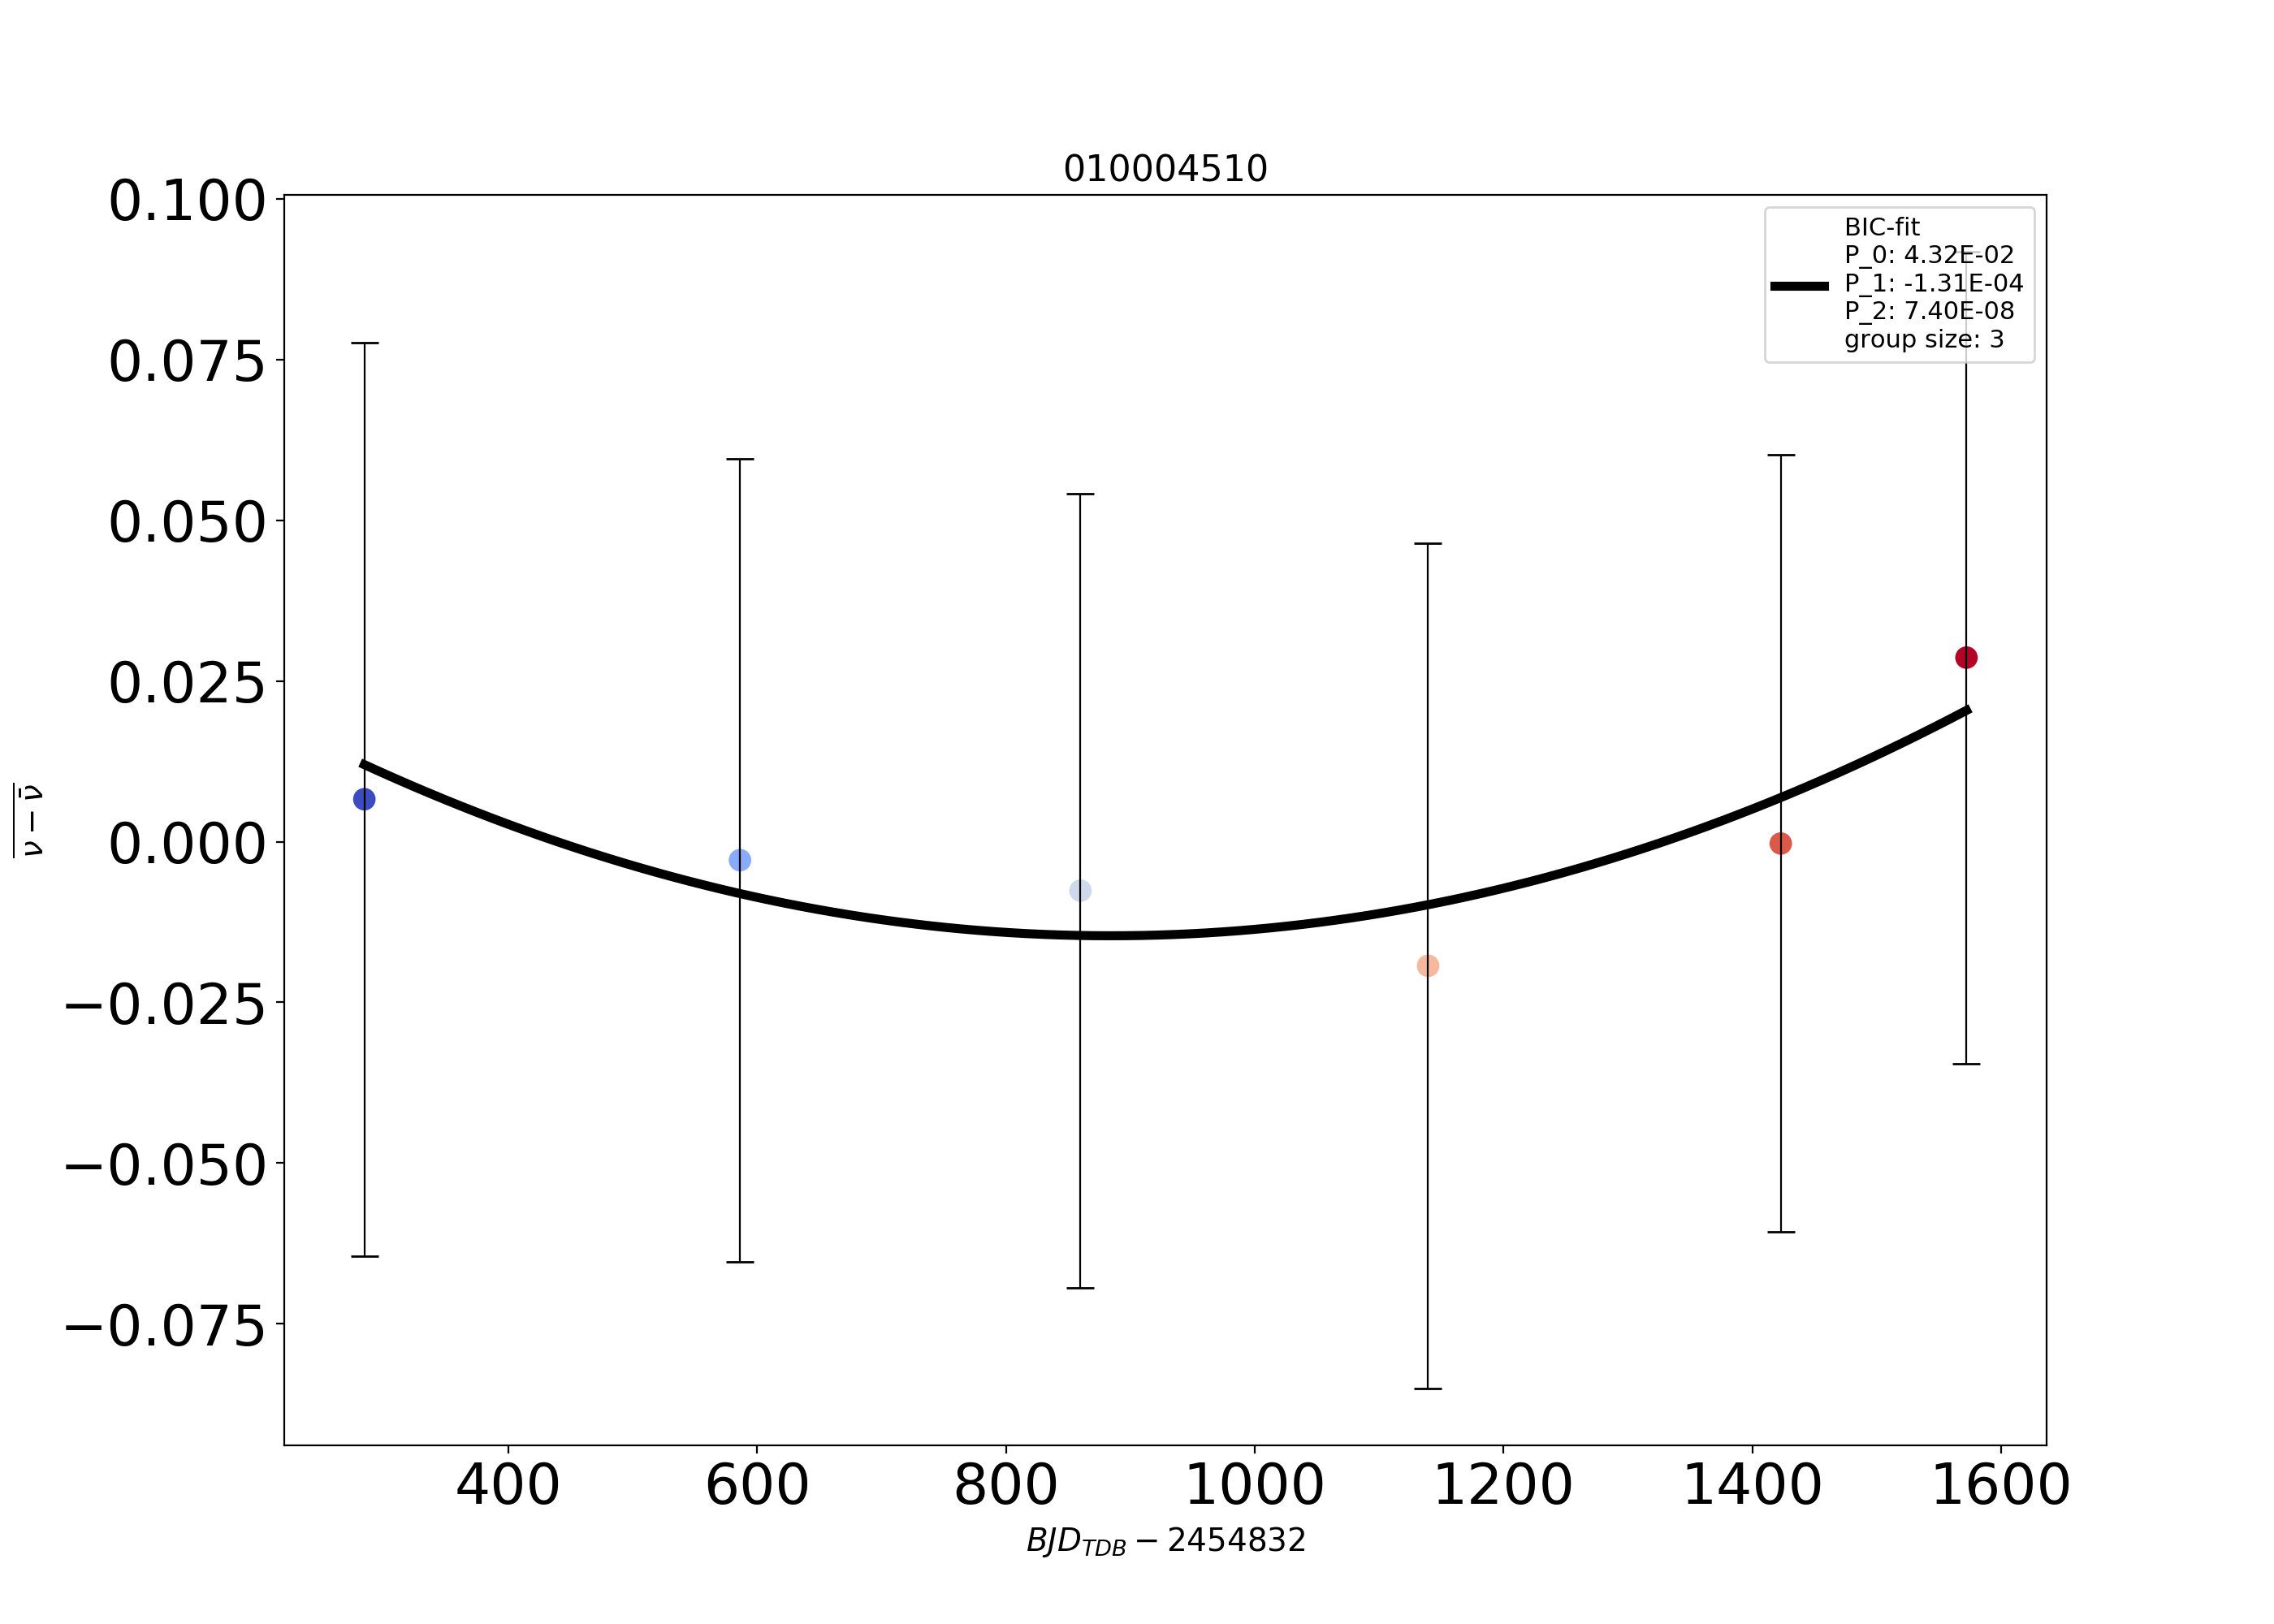 010004510
0.100
0.075
0.050
0.025
0.000
−0.025
−0.050
−0.075
BIC-fit
P_0: 4.32E-02
P_1: -1.31E-04
P_2: 7.40E-08
group size: 3
ν − ν̄
400 600 800 1000 1200 1400 1600
BJD_TDB − 2454832